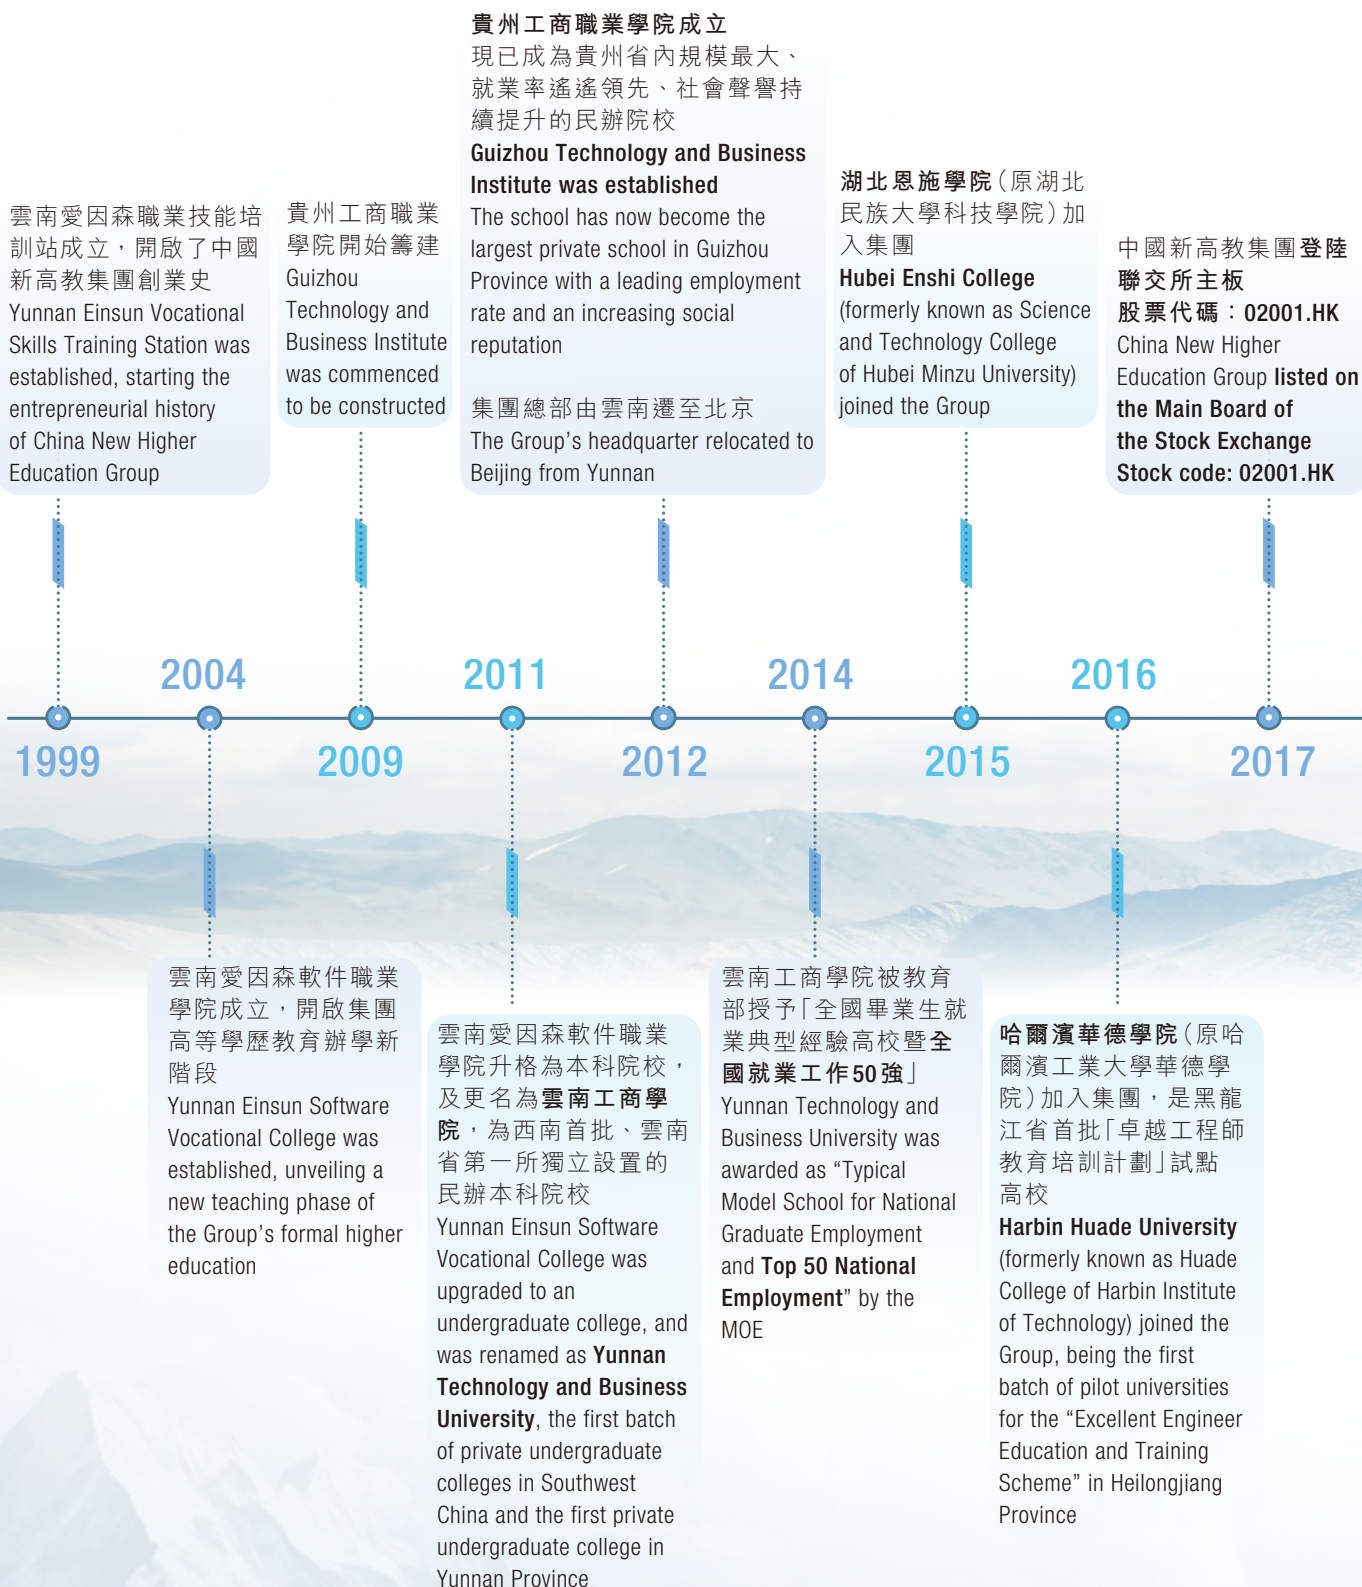 雲南愛因森職業技能培
訓站成立，開啟了中國
新高教集團創業史
Yunnan Einsun Vocational
Skills Training Station was
established, starting the
entrepreneurial history
of China New Higher
Education Group
貴州工商職業
學院開始籌建
Guizhou
Technology and
Business Institute
was commenced
to be constructed
貴州工商職業學院成立
現已成為貴州省內規模最大、
就業率遙遙領先、社會聲譽持
續提升的民辦院校
Guizhou Technology and Business
Institute was established
The school has now become the
largest private school in Guizhou
Province with a leading employment
rate and an increasing social
reputation
集團總部由雲南遷至北京
The Group's headquarter relocated to
Beijing from Yunnan
湖北恩施學院（原湖北
民族大學科技學院）加
入集團
Hubei Enshi College
(formerly known as Science
and Technology College
of Hubei Minzu University)
joined the Group
中國新高教集團登陸
聯交所主板
股票代碼：02001.HK
China New Higher
Education Group listed on
the Main Board of
the Stock Exchange
Stock code: 02001.HK
2004
2011
2014
2016
1999
2009
2012
2015
2017
雲南愛因森軟件職業
學院成立，開啟集團
高等學歷教育辦學新
階段
Yunnan Einsun Software
Vocational College was
established, unveiling a
new teaching phase of
the Group's formal higher
education
雲南愛因森軟件職業
學院升格為本科院校，
及更名為雲南工商學
院，為西南首批、雲南
省第一所獨立設置的
民辦本科院校
Yunnan Einsun Software
Vocational College was
upgraded to an
undergraduate college, and
was renamed as Yunnan
Technology and Business
University, the first batch
of private undergraduate
colleges in Southwest
China and the first private
undergraduate college in
Yunnan Province
雲南工商學院被教育
部授予「全國畢業生就
業典型經驗高校暨全
國就業工作50強」
Yunnan Technology and
Business University was
awarded as “Typical
Model School for National
Graduate Employment
and Top 50 National
Employment” by the
MOE
哈爾濱華德學院（原哈
爾濱工業大學華德學
院）加入集團，是黑龍
江省首批「卓越工程師
教育培訓計劃」試點
高校
Harbin Huade University
(formerly known as Huade
College of Harbin Institute
of Technology) joined the
Group, being the first
batch of pilot universities
for the “Excellent Engineer
Education and Training
Scheme” in Heilongjiang
Province